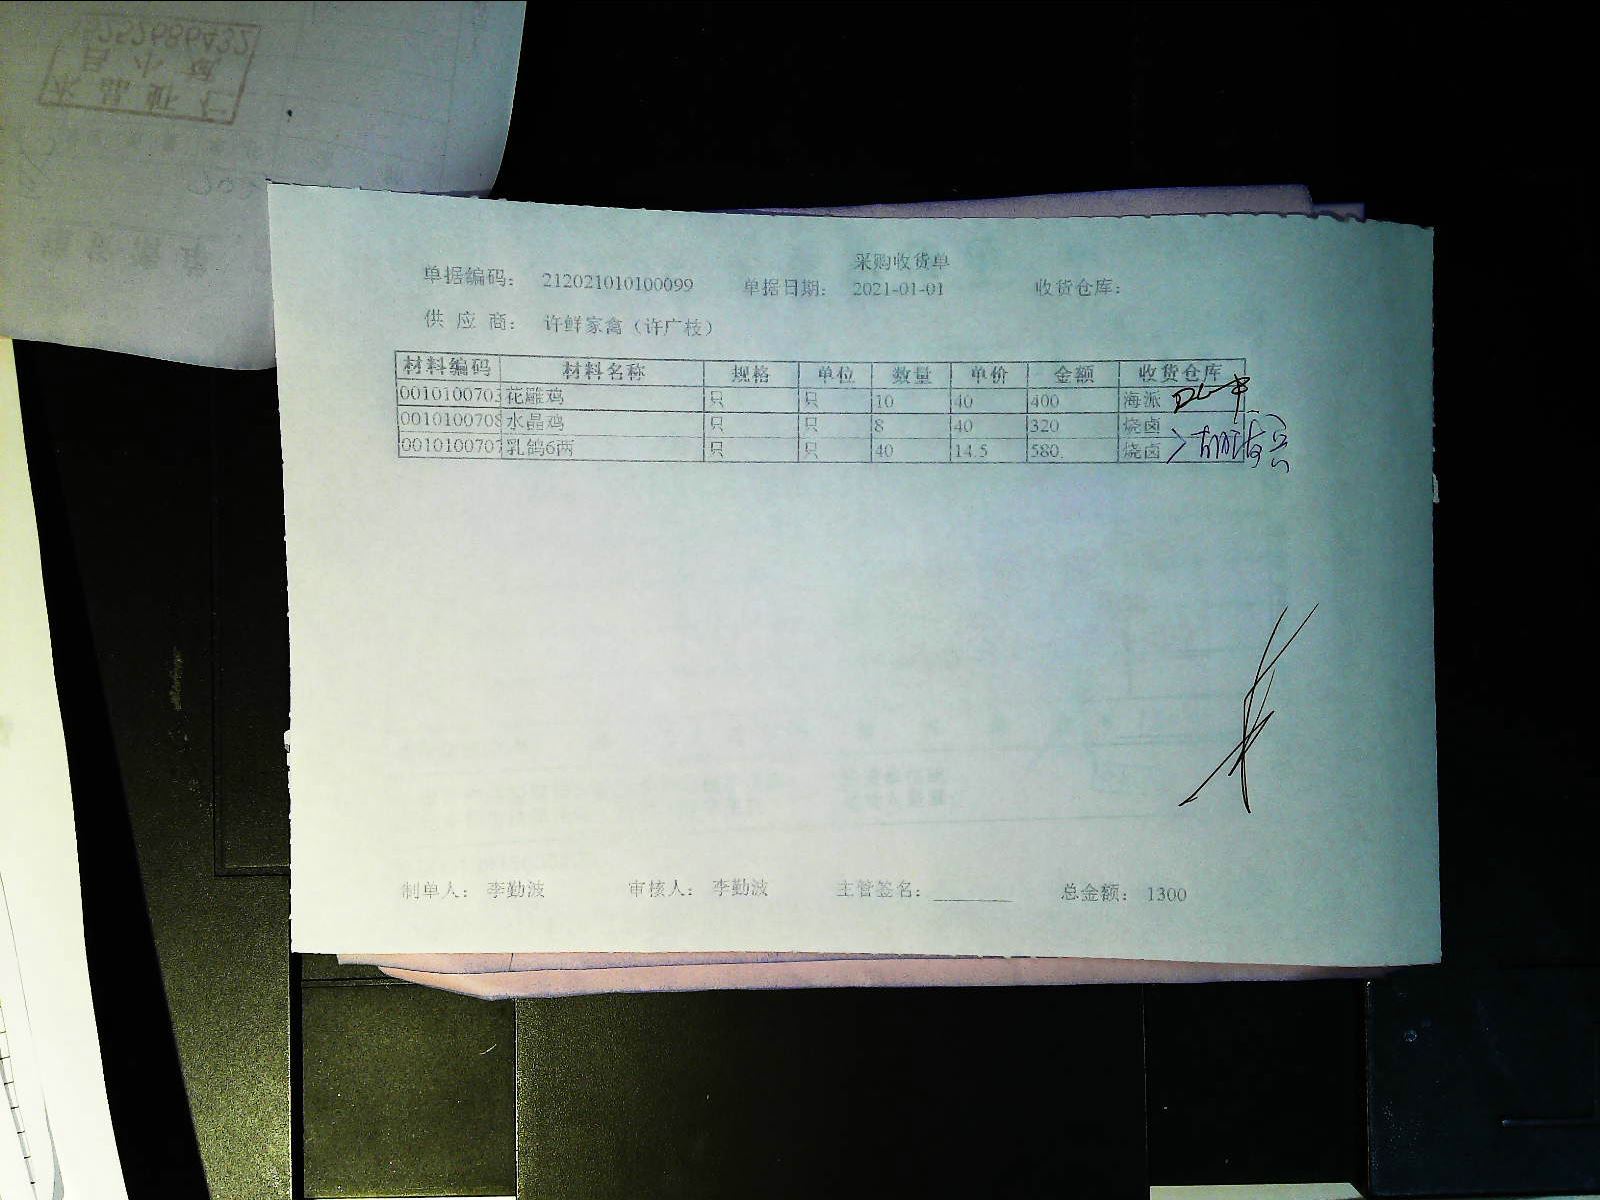 采购收货单
单据编码： 212021010100099 单据日期： 2021-01-01 收货仓库：
供 应 商： 许鲜家禽（许广枝）
材料编码 材料名称 规格 单位 数量 单价 金额 收货仓库
0010100703 花雕鸡 只 只 10 40 400 海派
0010100708 水晶鸡 只 只 8 40 320 烧卤
0010100707 乳鸽6两 只 只 40 14.5 580. 烧卤
制单人： 李勤波 审核人： 李勤波 主管签名： ________ 总金额： 1300